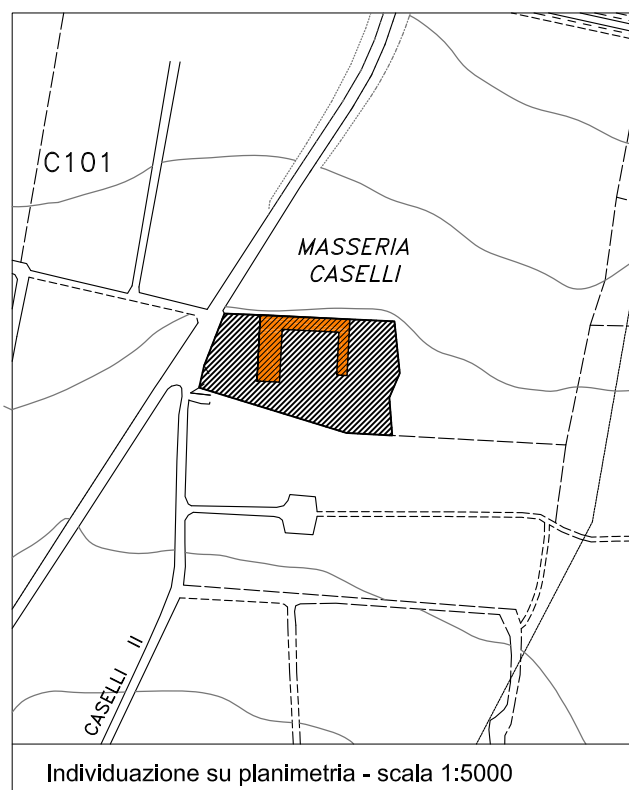 C101
MASSERIA
CASELLI
CASELLI II
Individuazione su planimetria - scala 1:5000